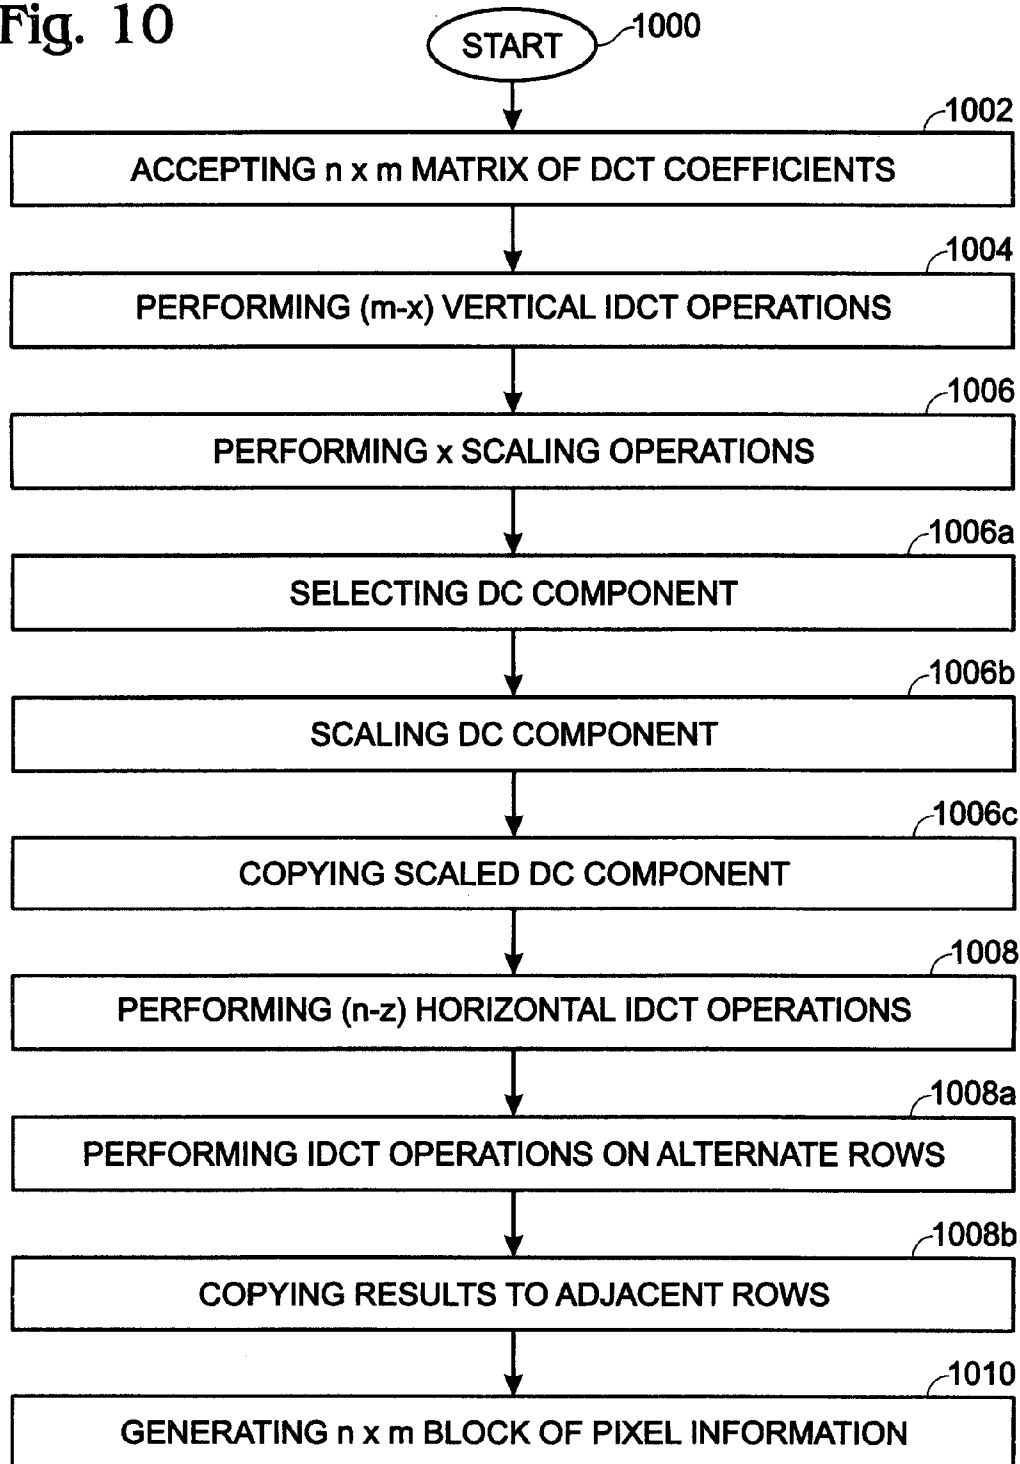 Fig. 10
START
1000
1002
ACCEPTING n x m MATRIX OF DCT COEFFICIENTS
1004
PERFORMING (m-x) VERTICAL IDCT OPERATIONS
1006
PERFORMING x SCALING OPERATIONS
1006a
SELECTING DC COMPONENT
1006b
SCALING DC COMPONENT
1006c
COPYING SCALED DC COMPONENT
1008
PERFORMING (n-z) HORIZONTAL IDCT OPERATIONS
1008a
PERFORMING IDCT OPERATIONS ON ALTERNATE ROWS
1008b
COPYING RESULTS TO ADJACENT ROWS
1010
GENERATING n x m BLOCK OF PIXEL INFORMATION